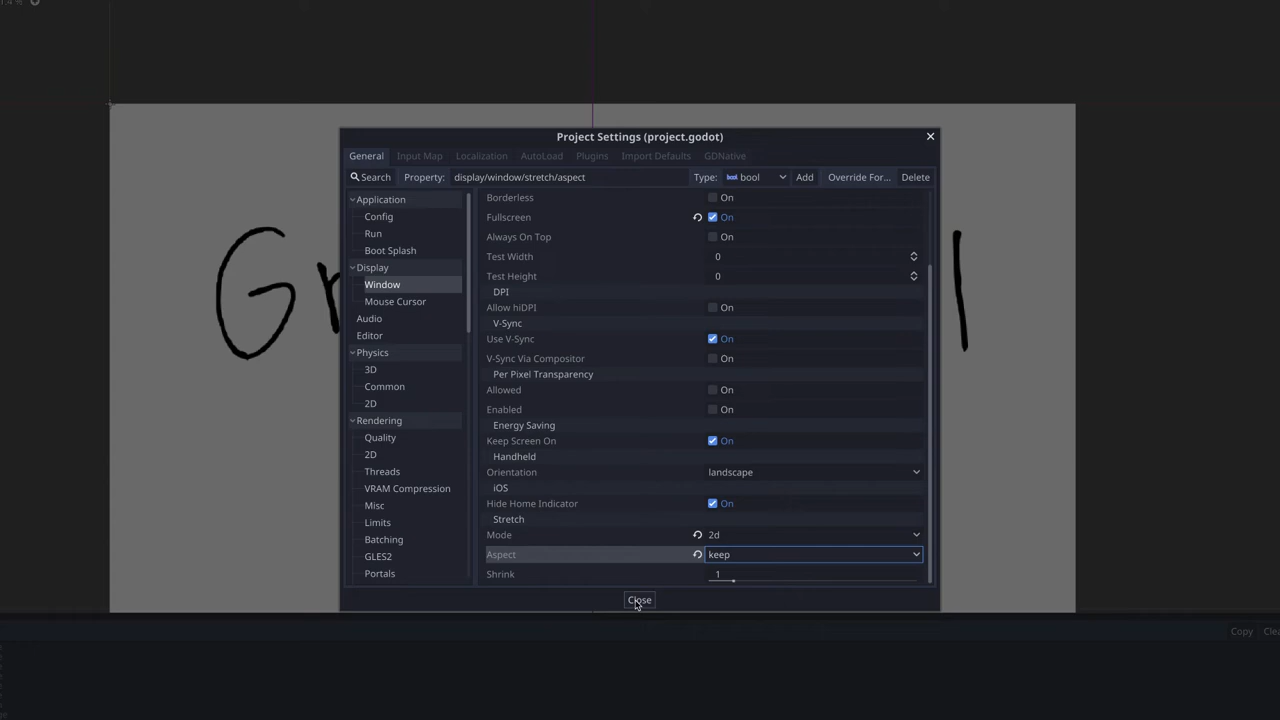 1.4 %
Project Settings (project.godot)
General Input Map Localization AutoLoad Plugins Import Defaults GDNative
Search Property: display/window/stretch/aspect Type: bool Add Override For... Delete
Application
Config
Run
Boot Splash
Display
Window
Mouse Cursor
Audio
Editor
Physics
3D
Common
2D
Rendering
Quality
2D
Threads
VRAM Compression
Misc
Limits
Batching
GLES2
Portals
Borderless On
Fullscreen On
Always On Top On
Test Width 0
Test Height 0
DPI
Allow hiDPI On
V-Sync
Use V-Sync On
V-Sync Via Compositor On
Per Pixel Transparency
Allowed On
Enabled On
Energy Saving
Keep Screen On On
Handheld
Orientation landscape
iOS
Hide Home Indicator On
Stretch
Mode 2d
Aspect keep
Shrink 1
Close
Gr
l
Copy